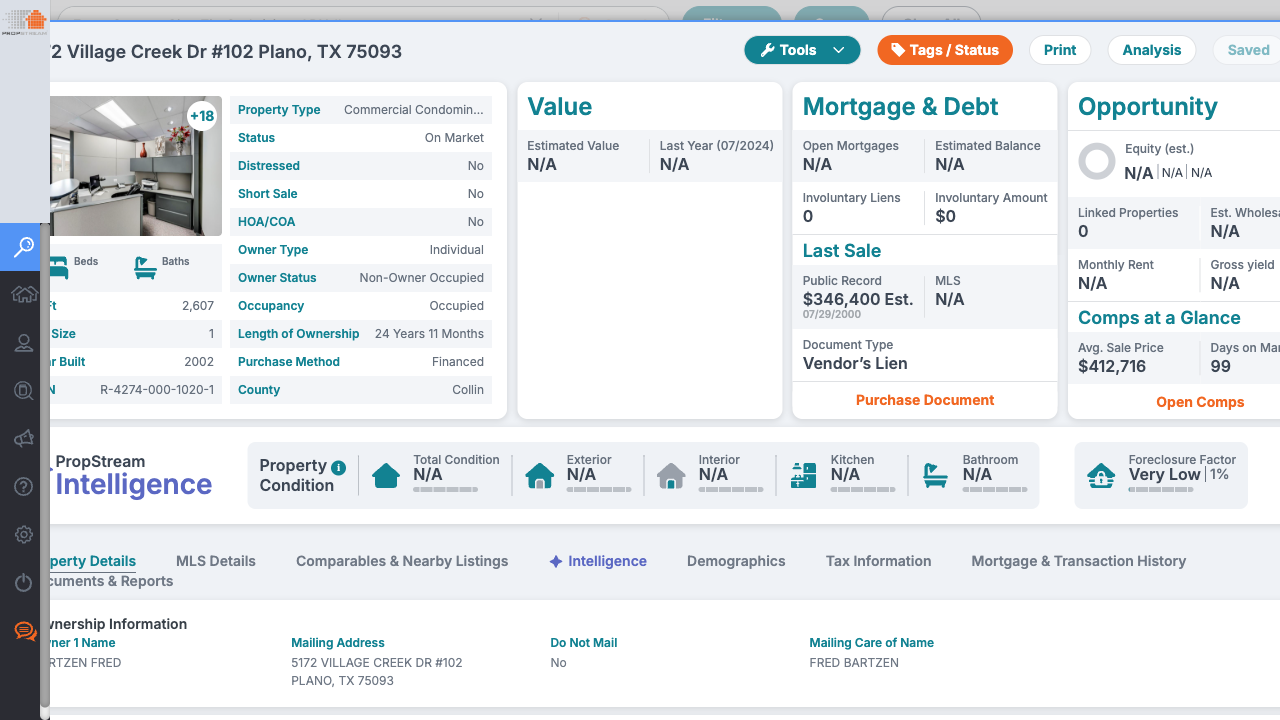 PROPSTREAM
72 Village Creek Dr #102 Plano, TX 75093
Tools
Tags / Status
Print
Analysis
Saved
+18
Beds
Baths
Ft 2,607
Size 1
r Built 2002
N R-4274-000-1020-1
Property Type Commercial Condomin...
Status On Market
Distressed No
Short Sale No
HOA/COA No
Owner Type Individual
Owner Status Non-Owner Occupied
Occupancy Occupied
Length of Ownership 24 Years 11 Months
Purchase Method Financed
County Collin
Value
Estimated Value
N/A
Last Year (07/2024)
N/A
Mortgage & Debt
Open Mortgages
N/A
Estimated Balance
N/A
Involuntary Liens
0
Involuntary Amount
$0
Last Sale
Public Record
$346,400 Est.
07/29/2000
MLS
N/A
Document Type
Vendor's Lien
Purchase Document
Opportunity
Equity (est.)
N/A | N/A | N/A
Linked Properties
0
Est. Wholesa
N/A
Monthly Rent
N/A
Gross yield
N/A
Comps at a Glance
Avg. Sale Price
$412,716
Days on Mar
99
Open Comps
PropStream
Intelligence
Property
Condition
Total Condition
N/A
Exterior
N/A
Interior
N/A
Kitchen
N/A
Bathroom
N/A
Foreclosure Factor
Very Low | 1%
perty Details
MLS Details
Comparables & Nearby Listings
Intelligence
Demographics
Tax Information
Mortgage & Transaction History
cuments & Reports
wnership Information
ner 1 Name
RTZEN FRED
Mailing Address
5172 VILLAGE CREEK DR #102
PLANO, TX 75093
Do Not Mail
No
Mailing Care of Name
FRED BARTZEN